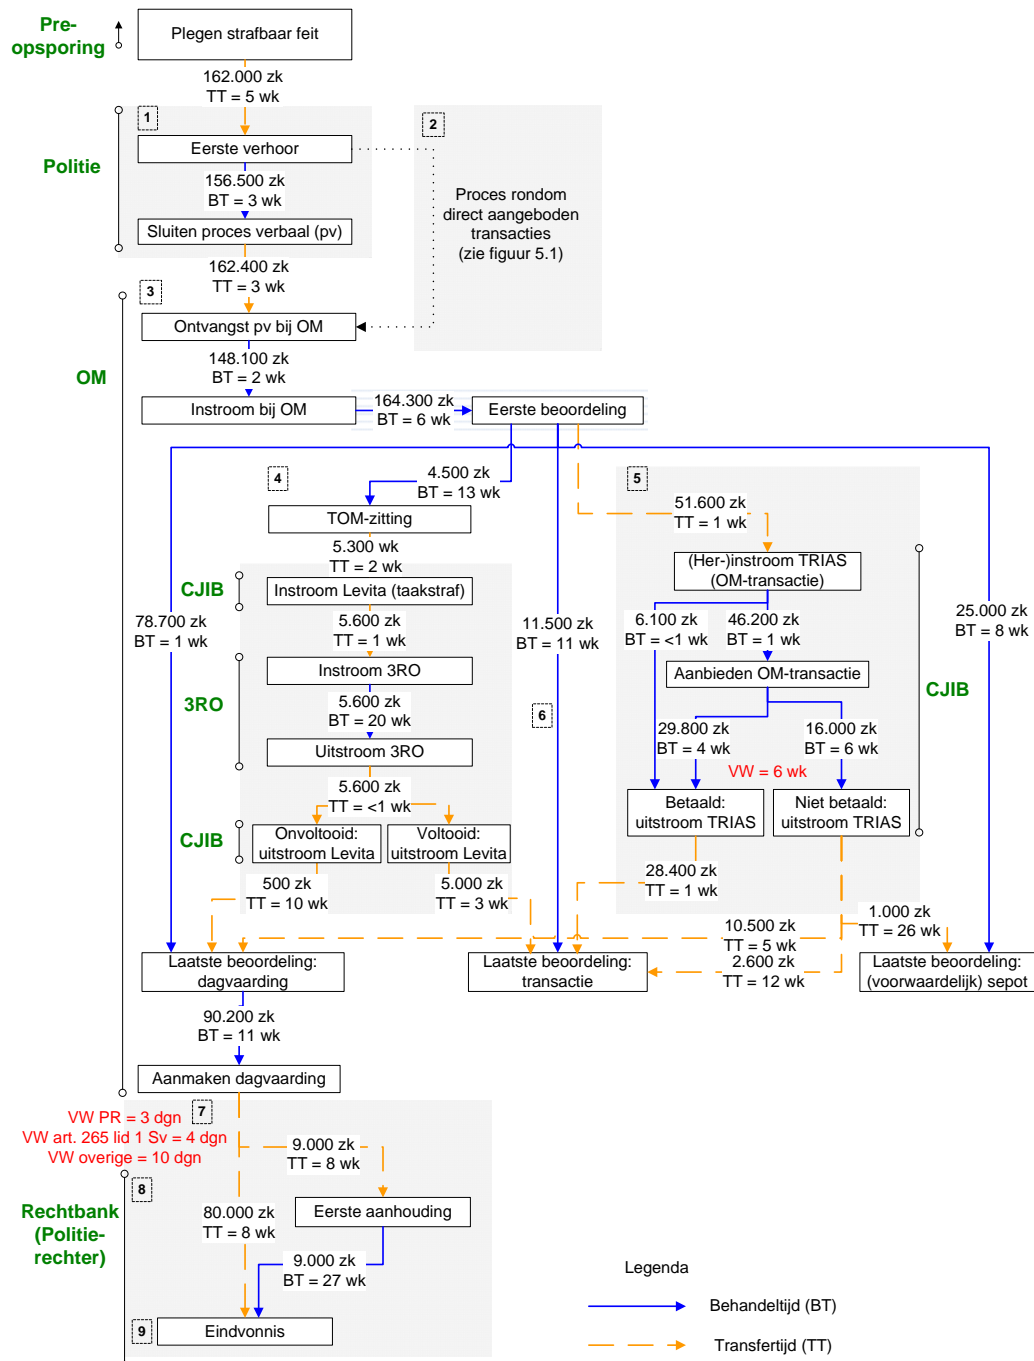 Pre-
opsporing
Plegen strafbaar feit
162.000 zk
TT = 5 wk
1
2
Politie
Eerste verhoor
156.500 zk
BT = 3 wk
Sluiten proces verbaal (pv)
Proces rondom
direct aangeboden
transacties
(zie figuur 5.1)
162.400 zk
TT = 3 wk
3
Ontvangst pv bij OM
OM
148.100 zk
BT = 2 wk
Instroom bij OM
164.300 zk
BT = 6 wk
Eerste beoordeling
4
4.500 zk
BT = 13 wk
5
TOM-zitting
51.600 zk
TT = 1 wk
5.300 wk
TT = 2 wk
(Her-)instroom TRIAS
(OM-transactie)
CJIB
Instroom Levita (taakstraf)
78.700 zk
BT = 1 wk
5.600 zk
TT = 1 wk
11.500 zk
BT = 11 wk
6.100 zk
BT = <1 wk
46.200 zk
BT = 1 wk
25.000 zk
BT = 8 wk
3RO
Instroom 3RO
Aanbieden OM-transactie
CJIB
5.600 zk
BT = 20 wk
6
29.800 zk
BT = 4 wk
16.000 zk
BT = 6 wk
Uitstroom 3RO
VW = 6 wk
5.600 zk
TT = <1 wk
Betaald:
uitstroom TRIAS
Niet betaald:
uitstroom TRIAS
CJIB
Onvoltooid:
uitstroom Levita
Voltooid:
uitstroom Levita
500 zk
TT = 10 wk
5.000 zk
TT = 3 wk
28.400 zk
TT = 1 wk
10.500 zk
TT = 5 wk
1.000 zk
TT = 26 wk
2.600 zk
TT = 12 wk
Laatste beoordeling:
dagvaarding
Laatste beoordeling:
transactie
Laatste beoordeling:
(voorwaardelijk) sepot
90.200 zk
BT = 11 wk
Aanmaken dagvaarding
7
VW PR = 3 dgn
VW art. 265 lid 1 Sv = 4 dgn
VW overige = 10 dgn
9.000 zk
TT = 8 wk
8
Rechtbank
(Politie-
rechter)
80.000 zk
TT = 8 wk
Eerste aanhouding
9.000 zk
BT = 27 wk
9
Eindvonnis
Legenda
Behandeltijd (BT)
Transfertijd (TT)